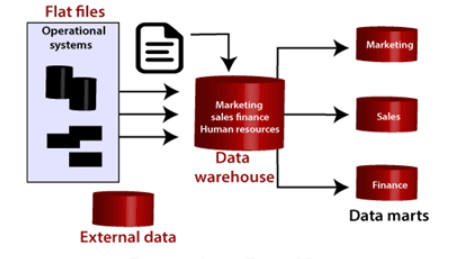 Flat files
Operational
systems
Marketing
sales finance
Human resources
Data
warehouse
External data
Marketing
Sales
Finance
Data marts